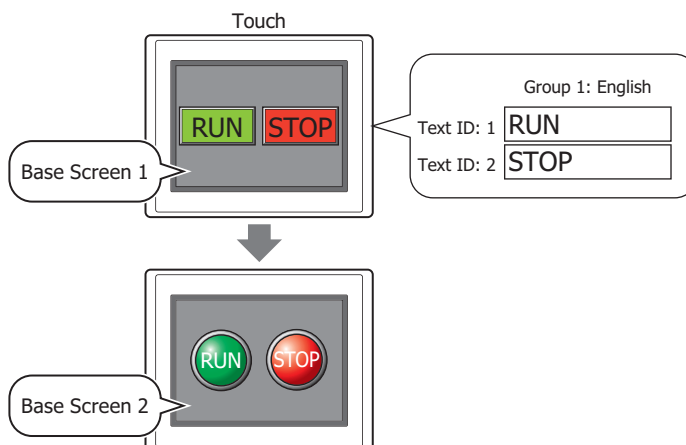 Touch
Group 1: English
RUN STOP
Text ID: 1 RUN
Text ID: 2 STOP
Base Screen 1
RUN STOP
Base Screen 2